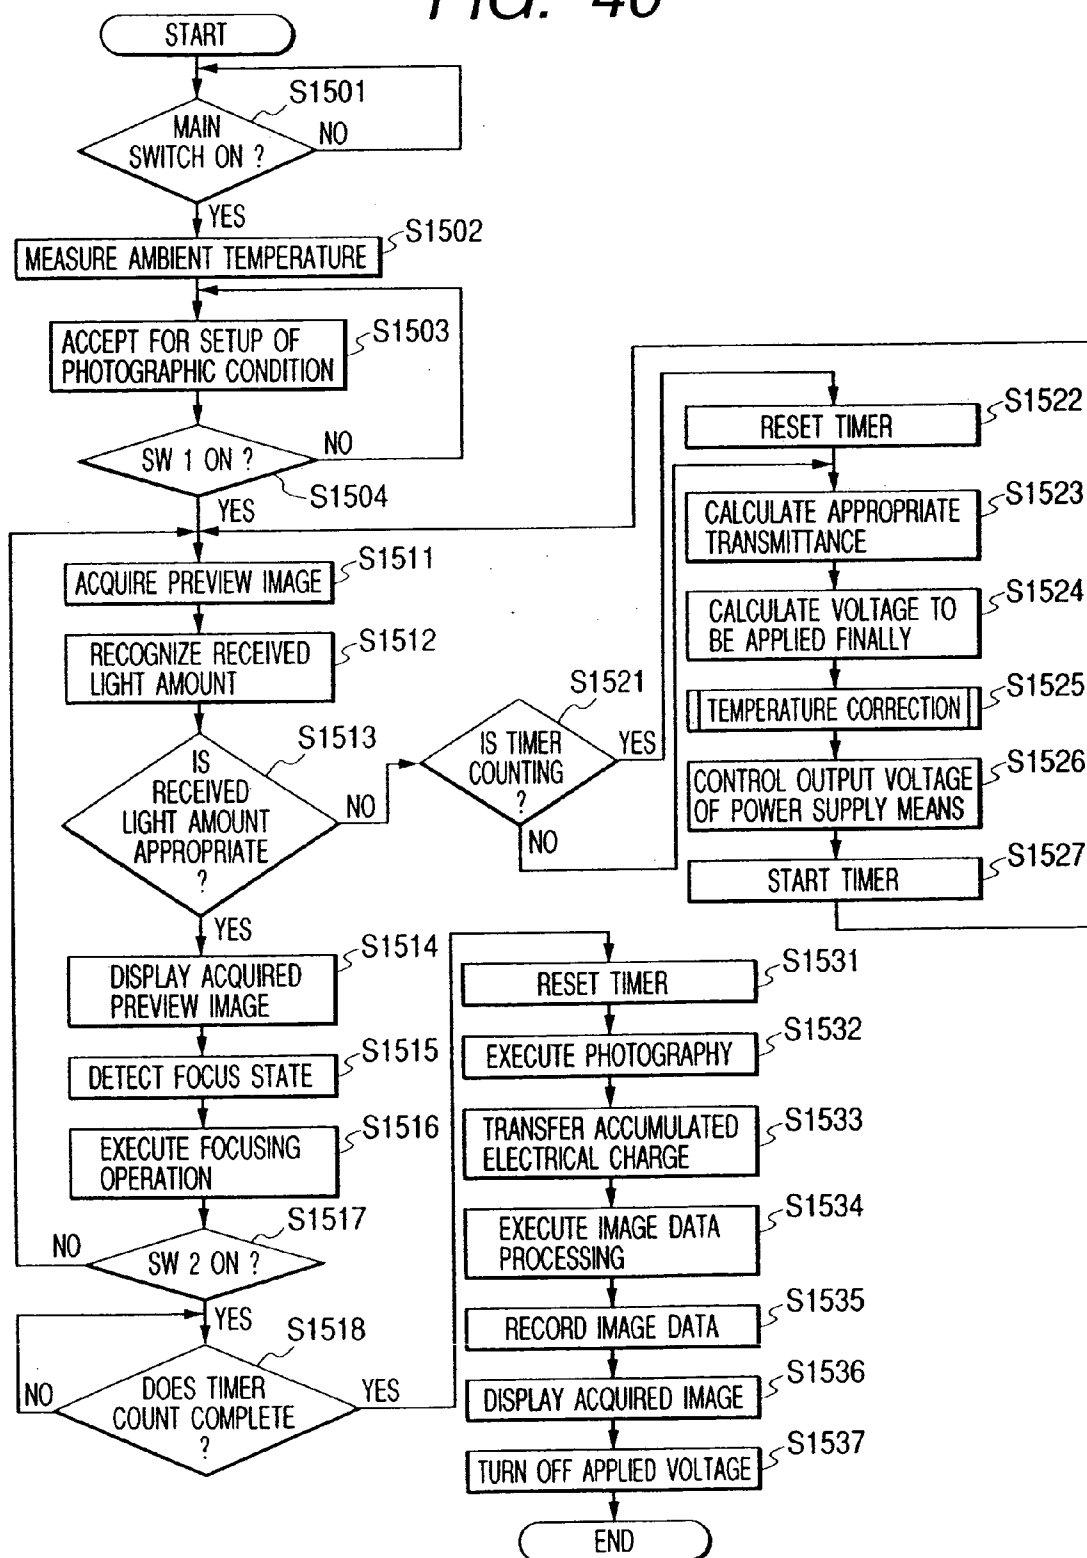 FIG. 40
START
S1501
MAIN
SWITCH ON ?
NO
YES
S1502
MEASURE AMBIENT TEMPERATURE
S1503
ACCEPT FOR SETUP OF
PHOTOGRAPHIC CONDITION
SW 1 ON ?
NO
S1504
YES
S1511
ACQUIRE PREVIEW IMAGE
S1512
RECOGNIZE RECEIVED
LIGHT AMOUNT
S1513
IS
RECEIVED
LIGHT AMOUNT
APPROPRIATE
?
NO
YES
S1514
DISPLAY ACQUIRED
PREVIEW IMAGE
S1515
DETECT FOCUS STATE
S1516
EXECUTE FOCUSING
OPERATION
S1517
SW 2 ON ?
NO
YES
S1518
DOES TIMER
COUNT COMPLETE
?
NO
YES
S1521
IS TIMER
COUNTING
?
YES
NO
S1522
RESET TIMER
S1523
CALCULATE APPROPRIATE
TRANSMITTANCE
S1524
CALCULATE VOLTAGE TO
BE APPLIED FINALLY
S1525
TEMPERATURE CORRECTION
S1526
CONTROL OUTPUT VOLTAGE
OF POWER SUPPLY MEANS
S1527
START TIMER
S1531
RESET TIMER
S1532
EXECUTE PHOTOGRAPHY
S1533
TRANSFER ACCUMULATED
ELECTRICAL CHARGE
S1534
EXECUTE IMAGE DATA
PROCESSING
S1535
RECORD IMAGE DATA
S1536
DISPLAY ACQUIRED IMAGE
S1537
TURN OFF APPLIED VOLTAGE
END